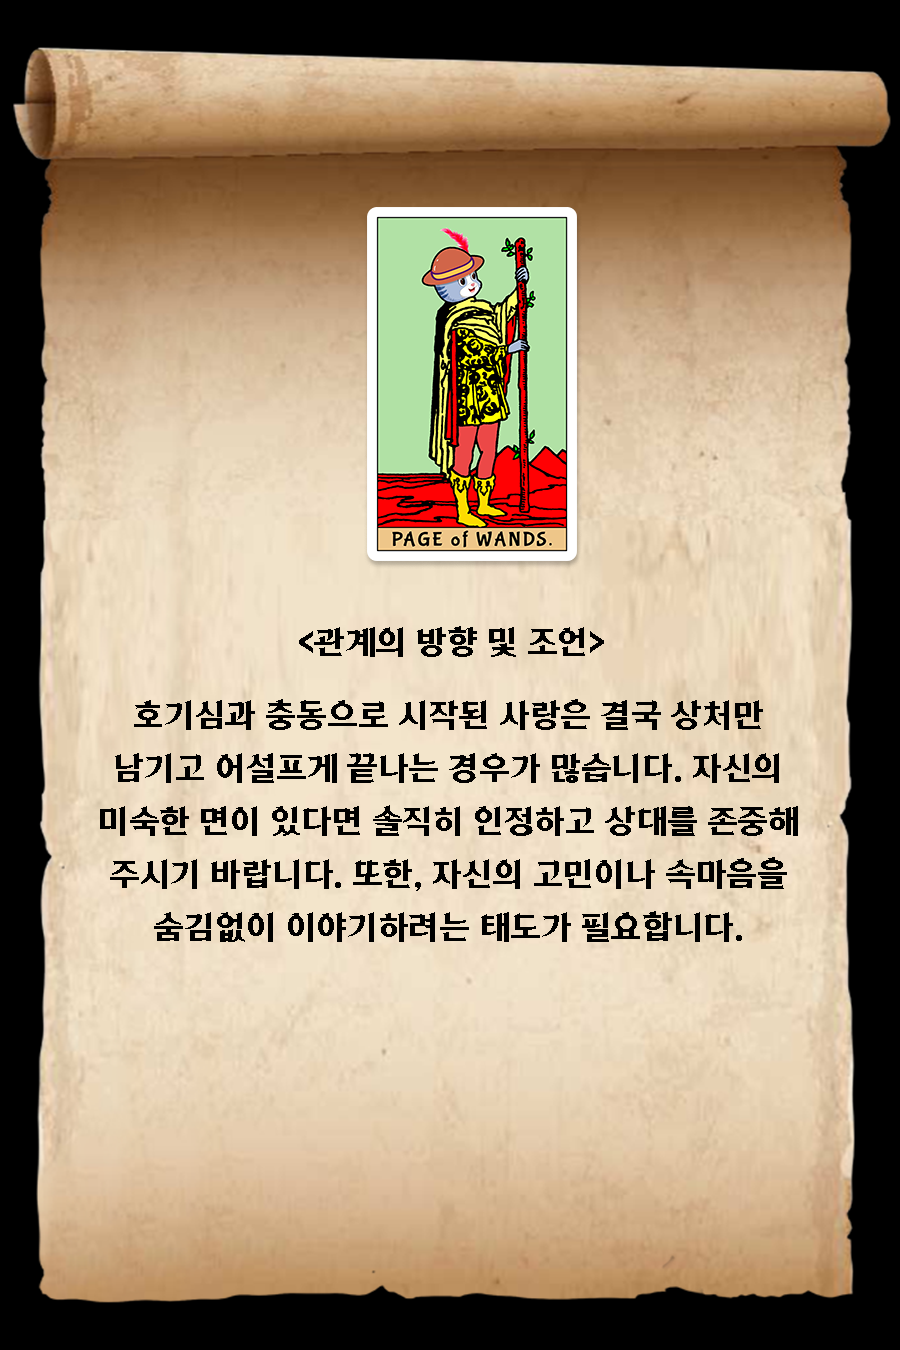 PAGE of WANDS.
<관계의 방향 및 조언>
호기심과 충동으로 시작된 사랑은 결국 상처만
남기고 어설프게 끝나는 경우가 많습니다. 자신의
미숙한 면이 있다면 솔직히 인정하고 상대를 존중해
주시기 바랍니다. 또한, 자신의 고민이나 속마음을
숨김없이 이야기하려는 태도가 필요합니다.